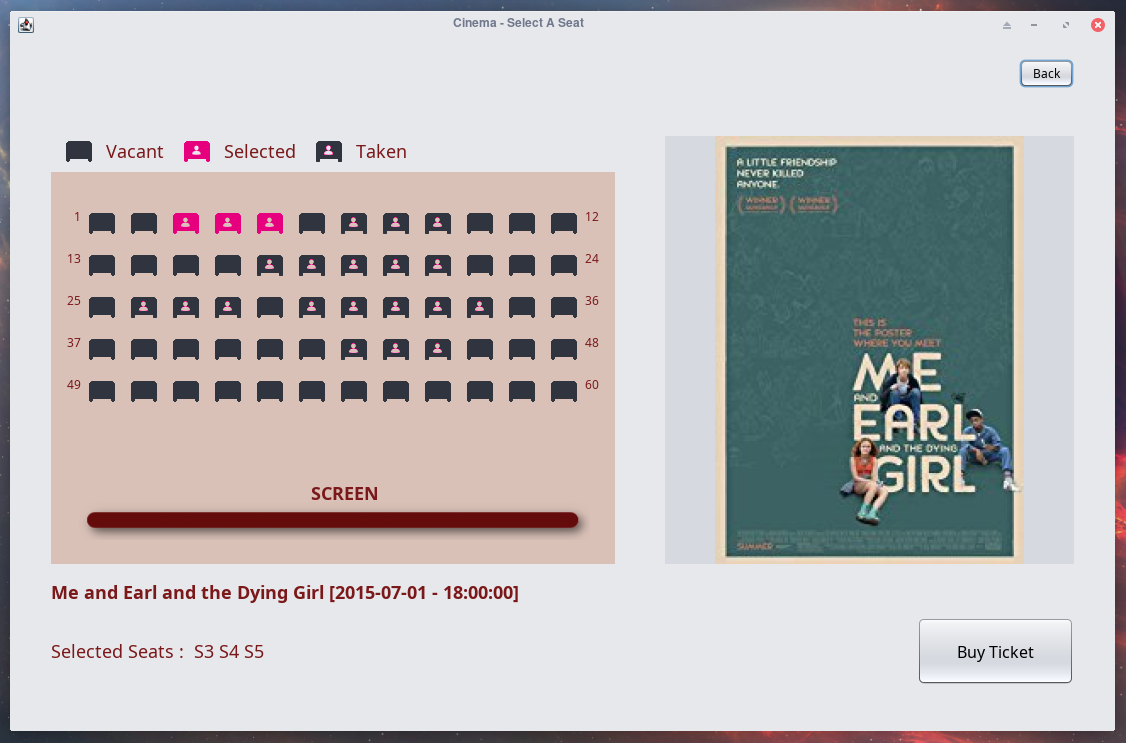 Cinema - Select A Seat
Back
Vacant Selected Taken
1 12
13 24
25 36
37 48
49 60
SCREEN
A LITTLE FRIENDSHIP
NEVER KILLED
ANYONE.
WINNER WINNER
THIS IS
THE POSTER
WHERE YOU MEET
ME
AND
EARL
AND THE DYING
GIRL
SUMMER
Me and Earl and the Dying Girl [2015-07-01 - 18:00:00]
Selected Seats : S3 S4 S5
Buy Ticket